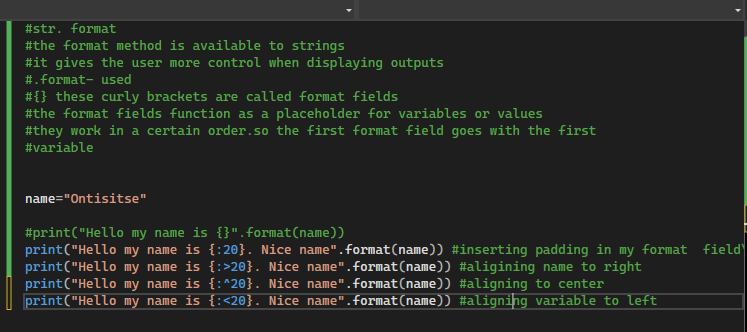 #str. format
#the format method is available to strings
#it gives the user more control when displaying outputs
#.format- used
#{} these curly brackets are called format fields
#the format fields function as a placeholder for variables or values
#they work in a certain order.so the first format field goes with the first
#variable
name="Ontisitse"
#print("Hello my name is {}".format(name))
print("Hello my name is {:20}. Nice name".format(name)) #inserting padding in my format  field\
print("Hello my name is {:>20}. Nice name".format(name)) #aligining name to right
print("Hello my name is {:^20}. Nice name".format(name)) #aligining to center
print("Hello my name is {:<20}. Nice name".format(name)) #aligning variable to left